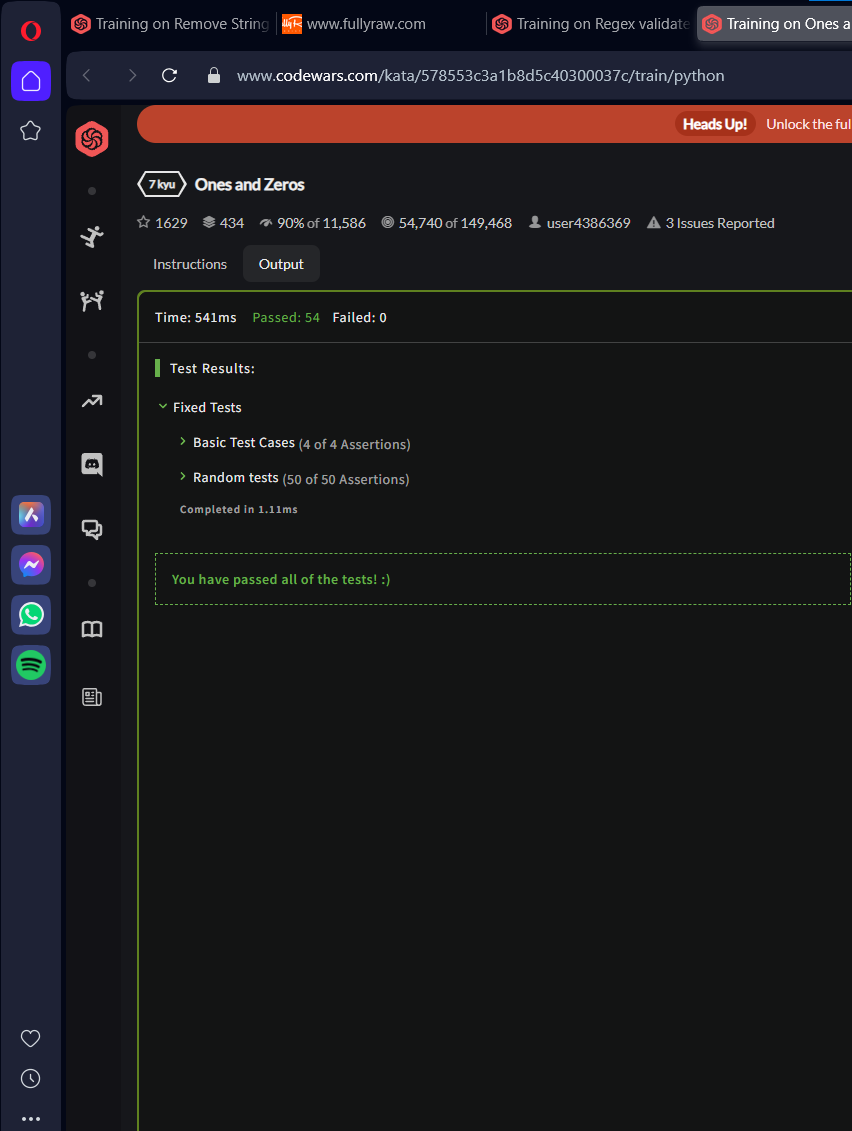 Training on Remove String
www.fullyraw.com
Training on Regex validate
Training on Ones a
www.codewars.com/kata/578553c3a1b8d5c40300037c/train/python
Heads Up! Unlock the ful
7 kyu Ones and Zeros
1629 434 90% of 11,586 54,740 of 149,468 user4386369 3 Issues Reported
Instructions Output
Time: 541ms Passed: 54 Failed: 0
Test Results:
Fixed Tests
Basic Test Cases (4 of 4 Assertions)
Random tests (50 of 50 Assertions)
Completed in 1.11ms
You have passed all of the tests! :)